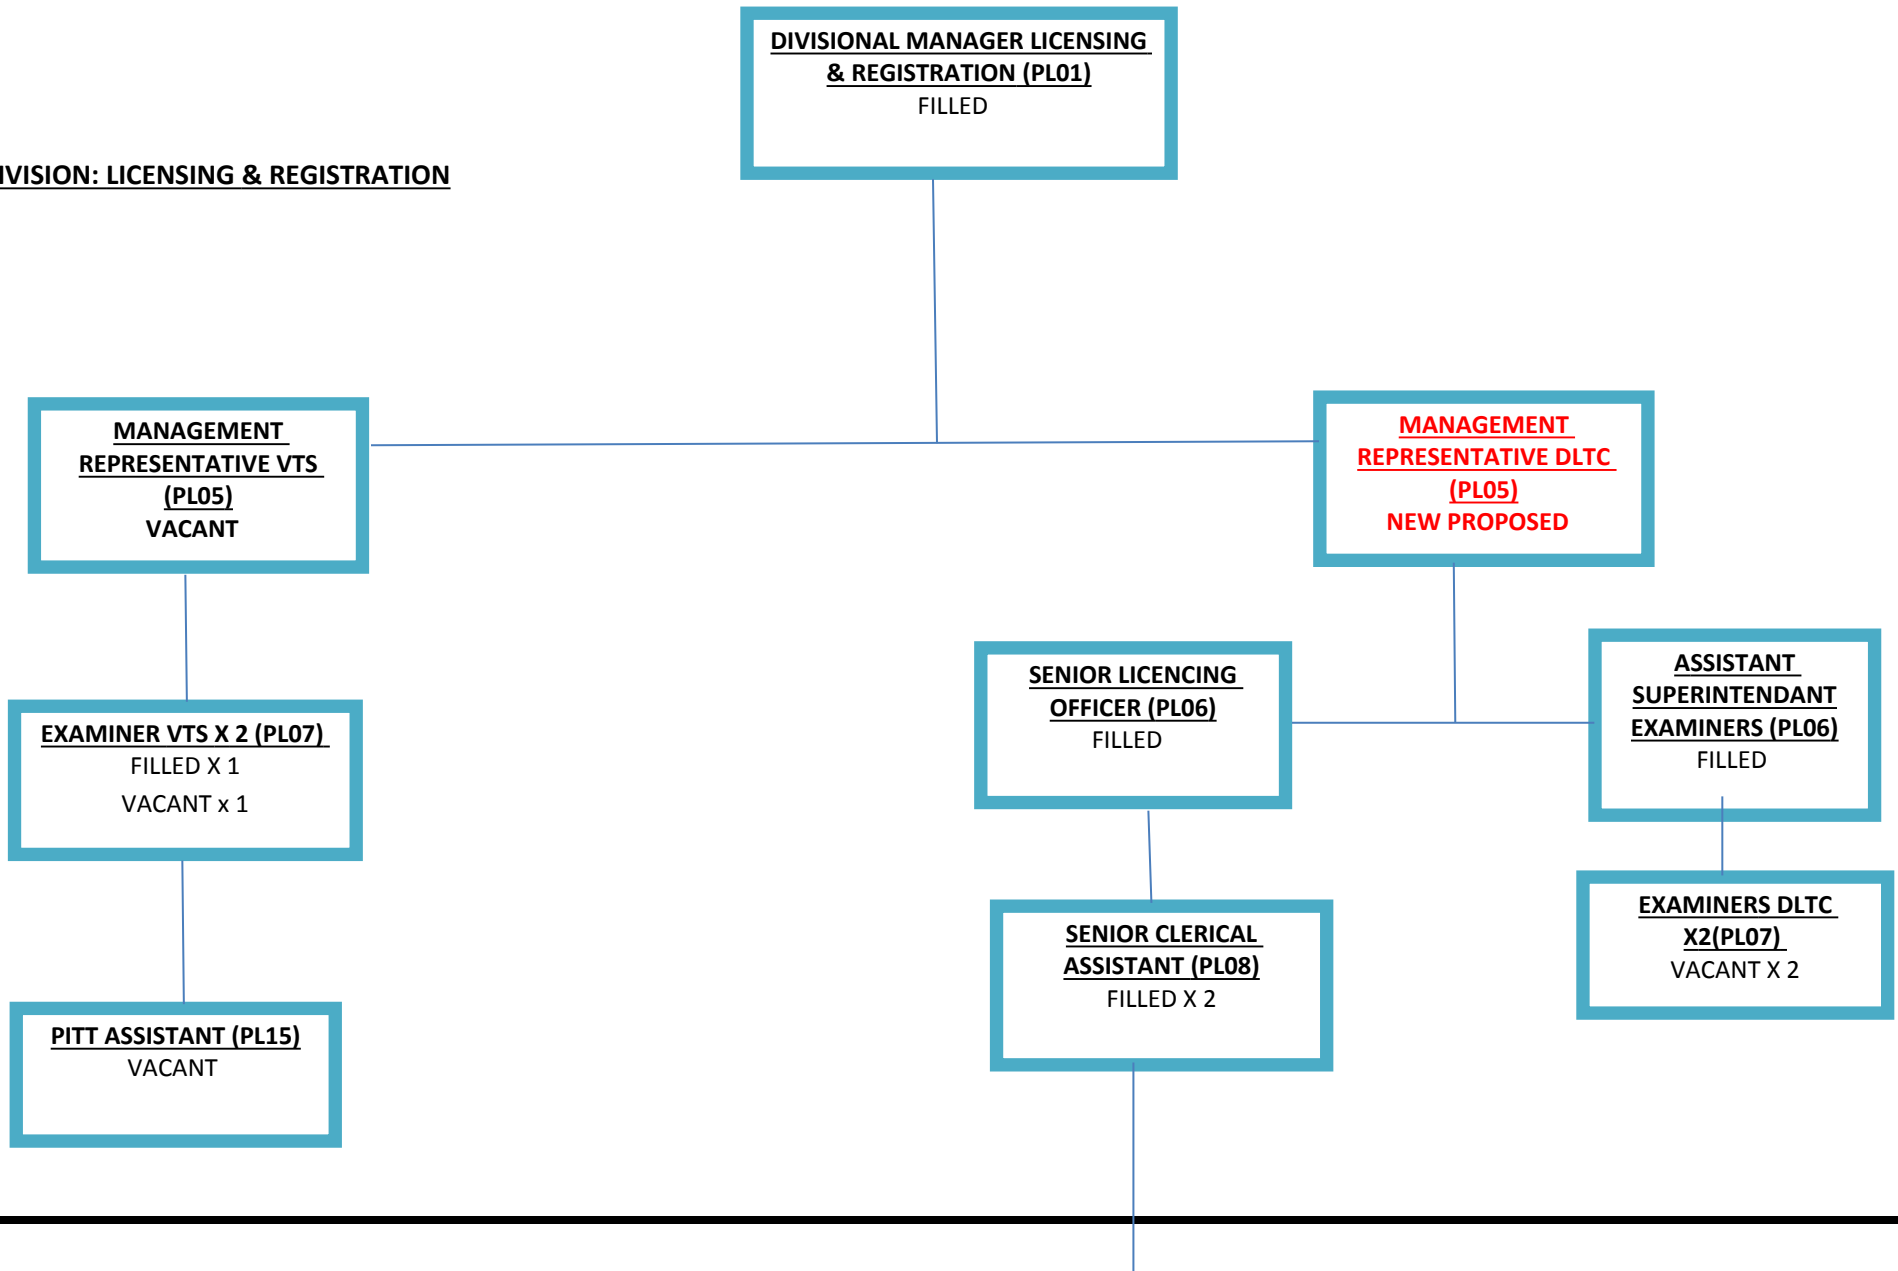 DIVISIONAL MANAGER LICENSING
& REGISTRATION (PL01)
FILLED
IVISION: LICENSING & REGISTRATION
MANAGEMENT
REPRESENTATIVE VTS
(PL05)
VACANT
MANAGEMENT
REPRESENTATIVE DLTC
(PL05)
NEW PROPOSED
SENIOR LICENCING
OFFICER (PL06)
FILLED
ASSISTANT
SUPERINTENDANT
EXAMINERS (PL06)
FILLED
EXAMINER VTS X 2 (PL07)
FILLED X 1
VACANT x 1
SENIOR CLERICAL
ASSISTANT (PL08)
FILLED X 2
EXAMINERS DLTC
X2(PL07)
VACANT X 2
PITT ASSISTANT (PL15)
VACANT